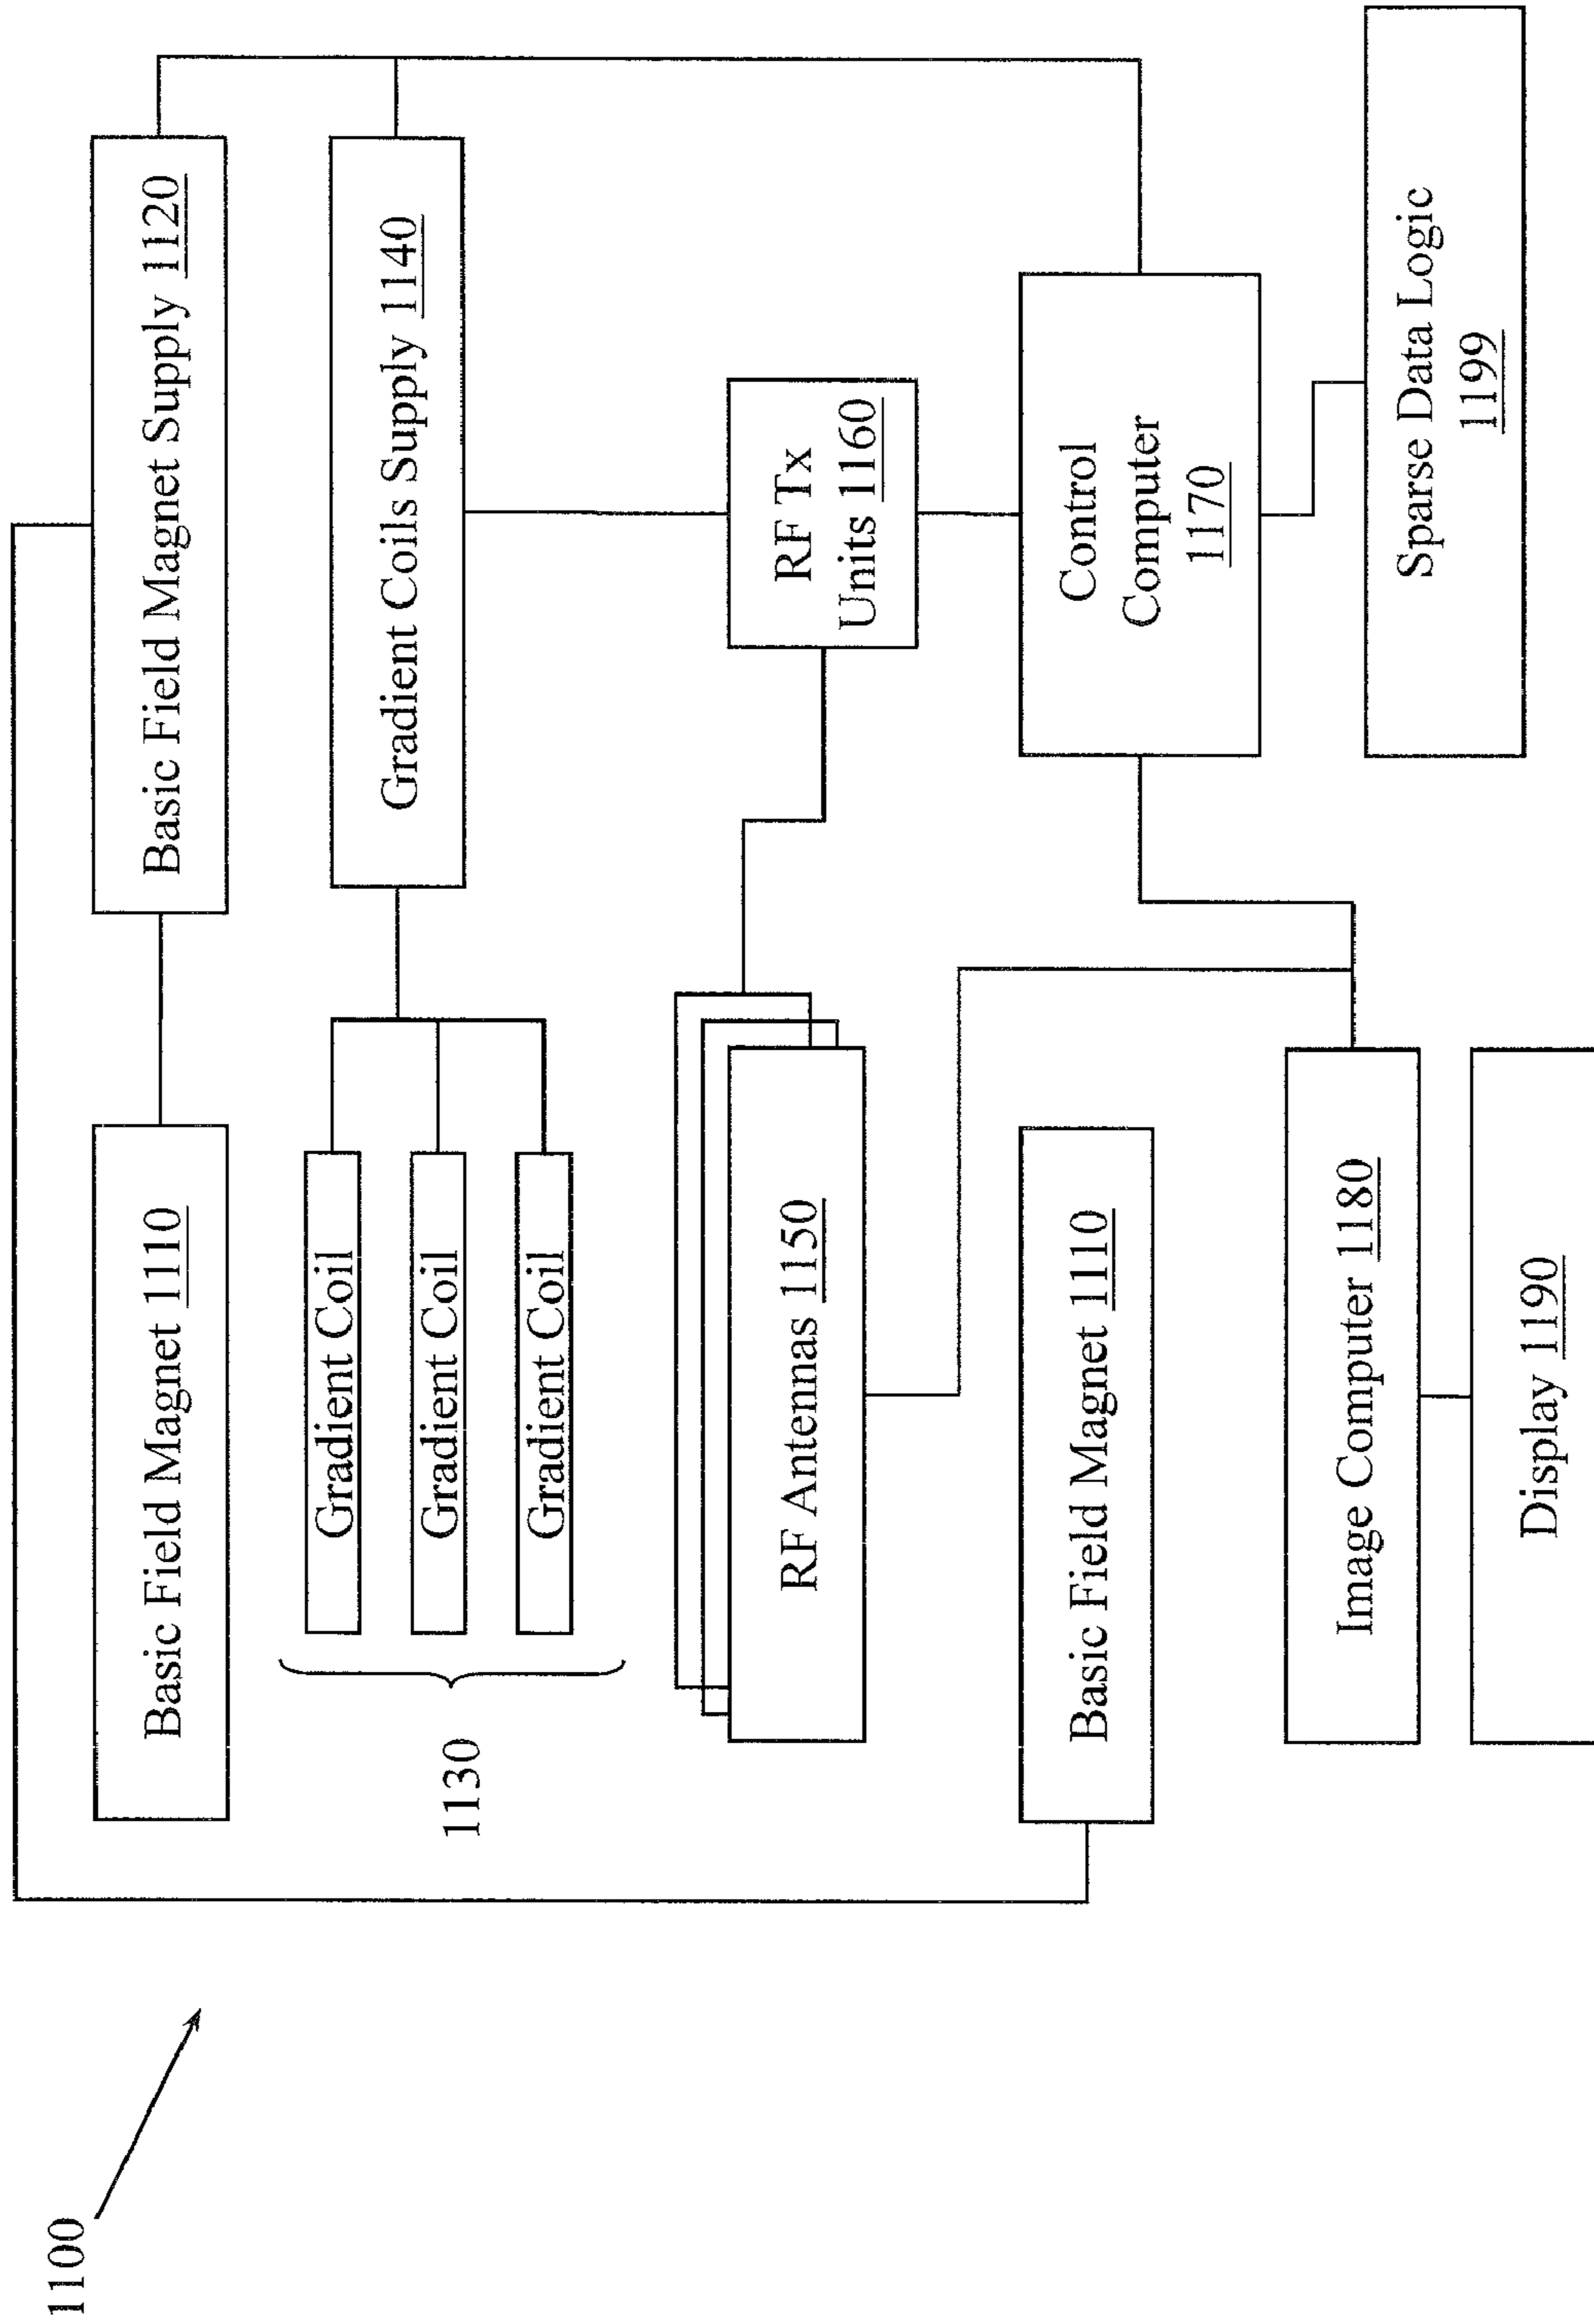 1100
Basic Field Magnet 1110
Basic Field Magnet Supply 1120
Gradient Coil
Gradient Coil
Gradient Coil
1130
Gradient Coils Supply 1140
RF Antennas 1150
RF Tx
Units 1160
Basic Field Magnet 1110
Control
Computer
1170
Image Computer 1180
Sparse Data Logic
1199
Display 1190